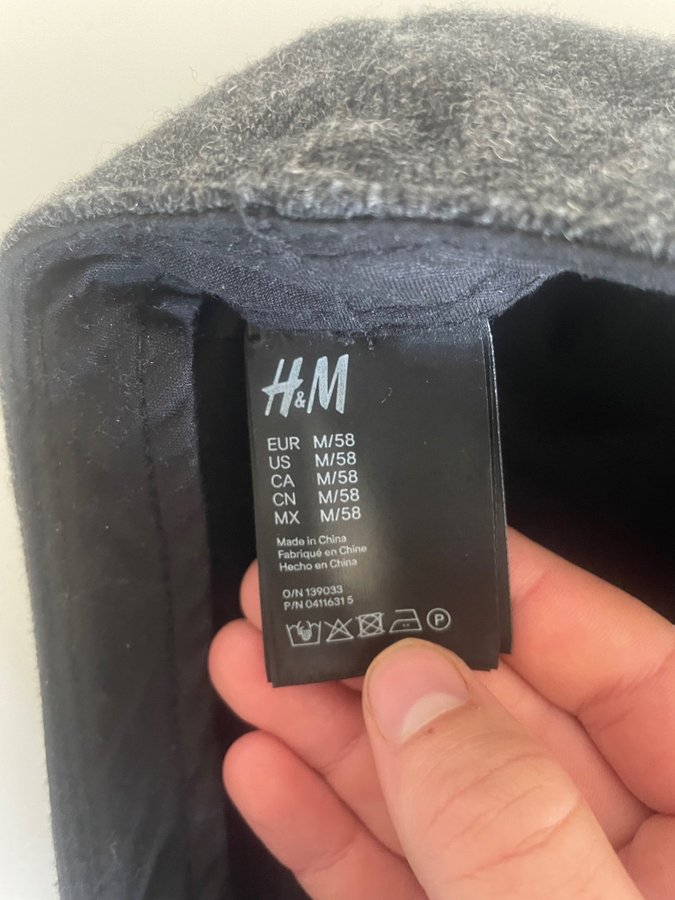 H&M
EUR M/58
US M/58
CA M/58
CN M/58
MX M/58
Made in China
Fabriqué en Chine
Hecho en China
O/N 139033
P/N 0411631 5
P